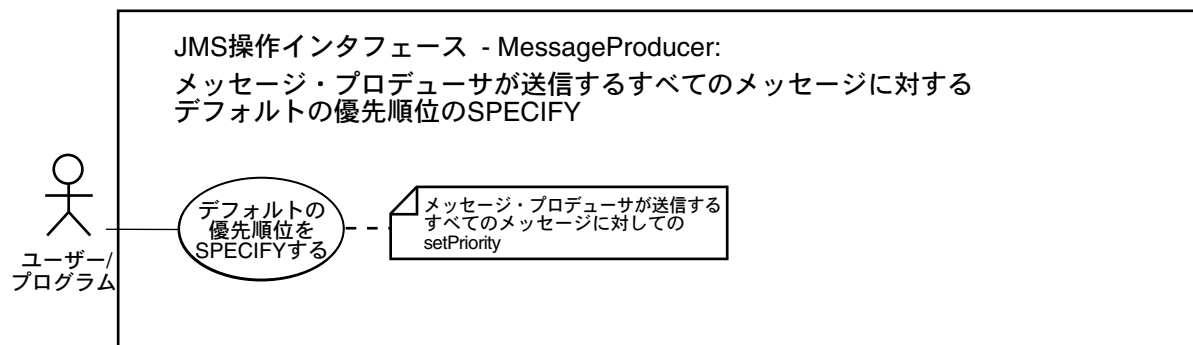 JMS操作インタフェース - MessageProducer:
メッセージ・プロデューサが送信するすべてのメッセージに対する
デフォルトの優先順位のSPECIFY
デフォルトの
優先順位を
SPECIFYする
メッセージ・プロデューサが送信する
すべてのメッセージに対しての
setPriority
ユーザー/
プログラム